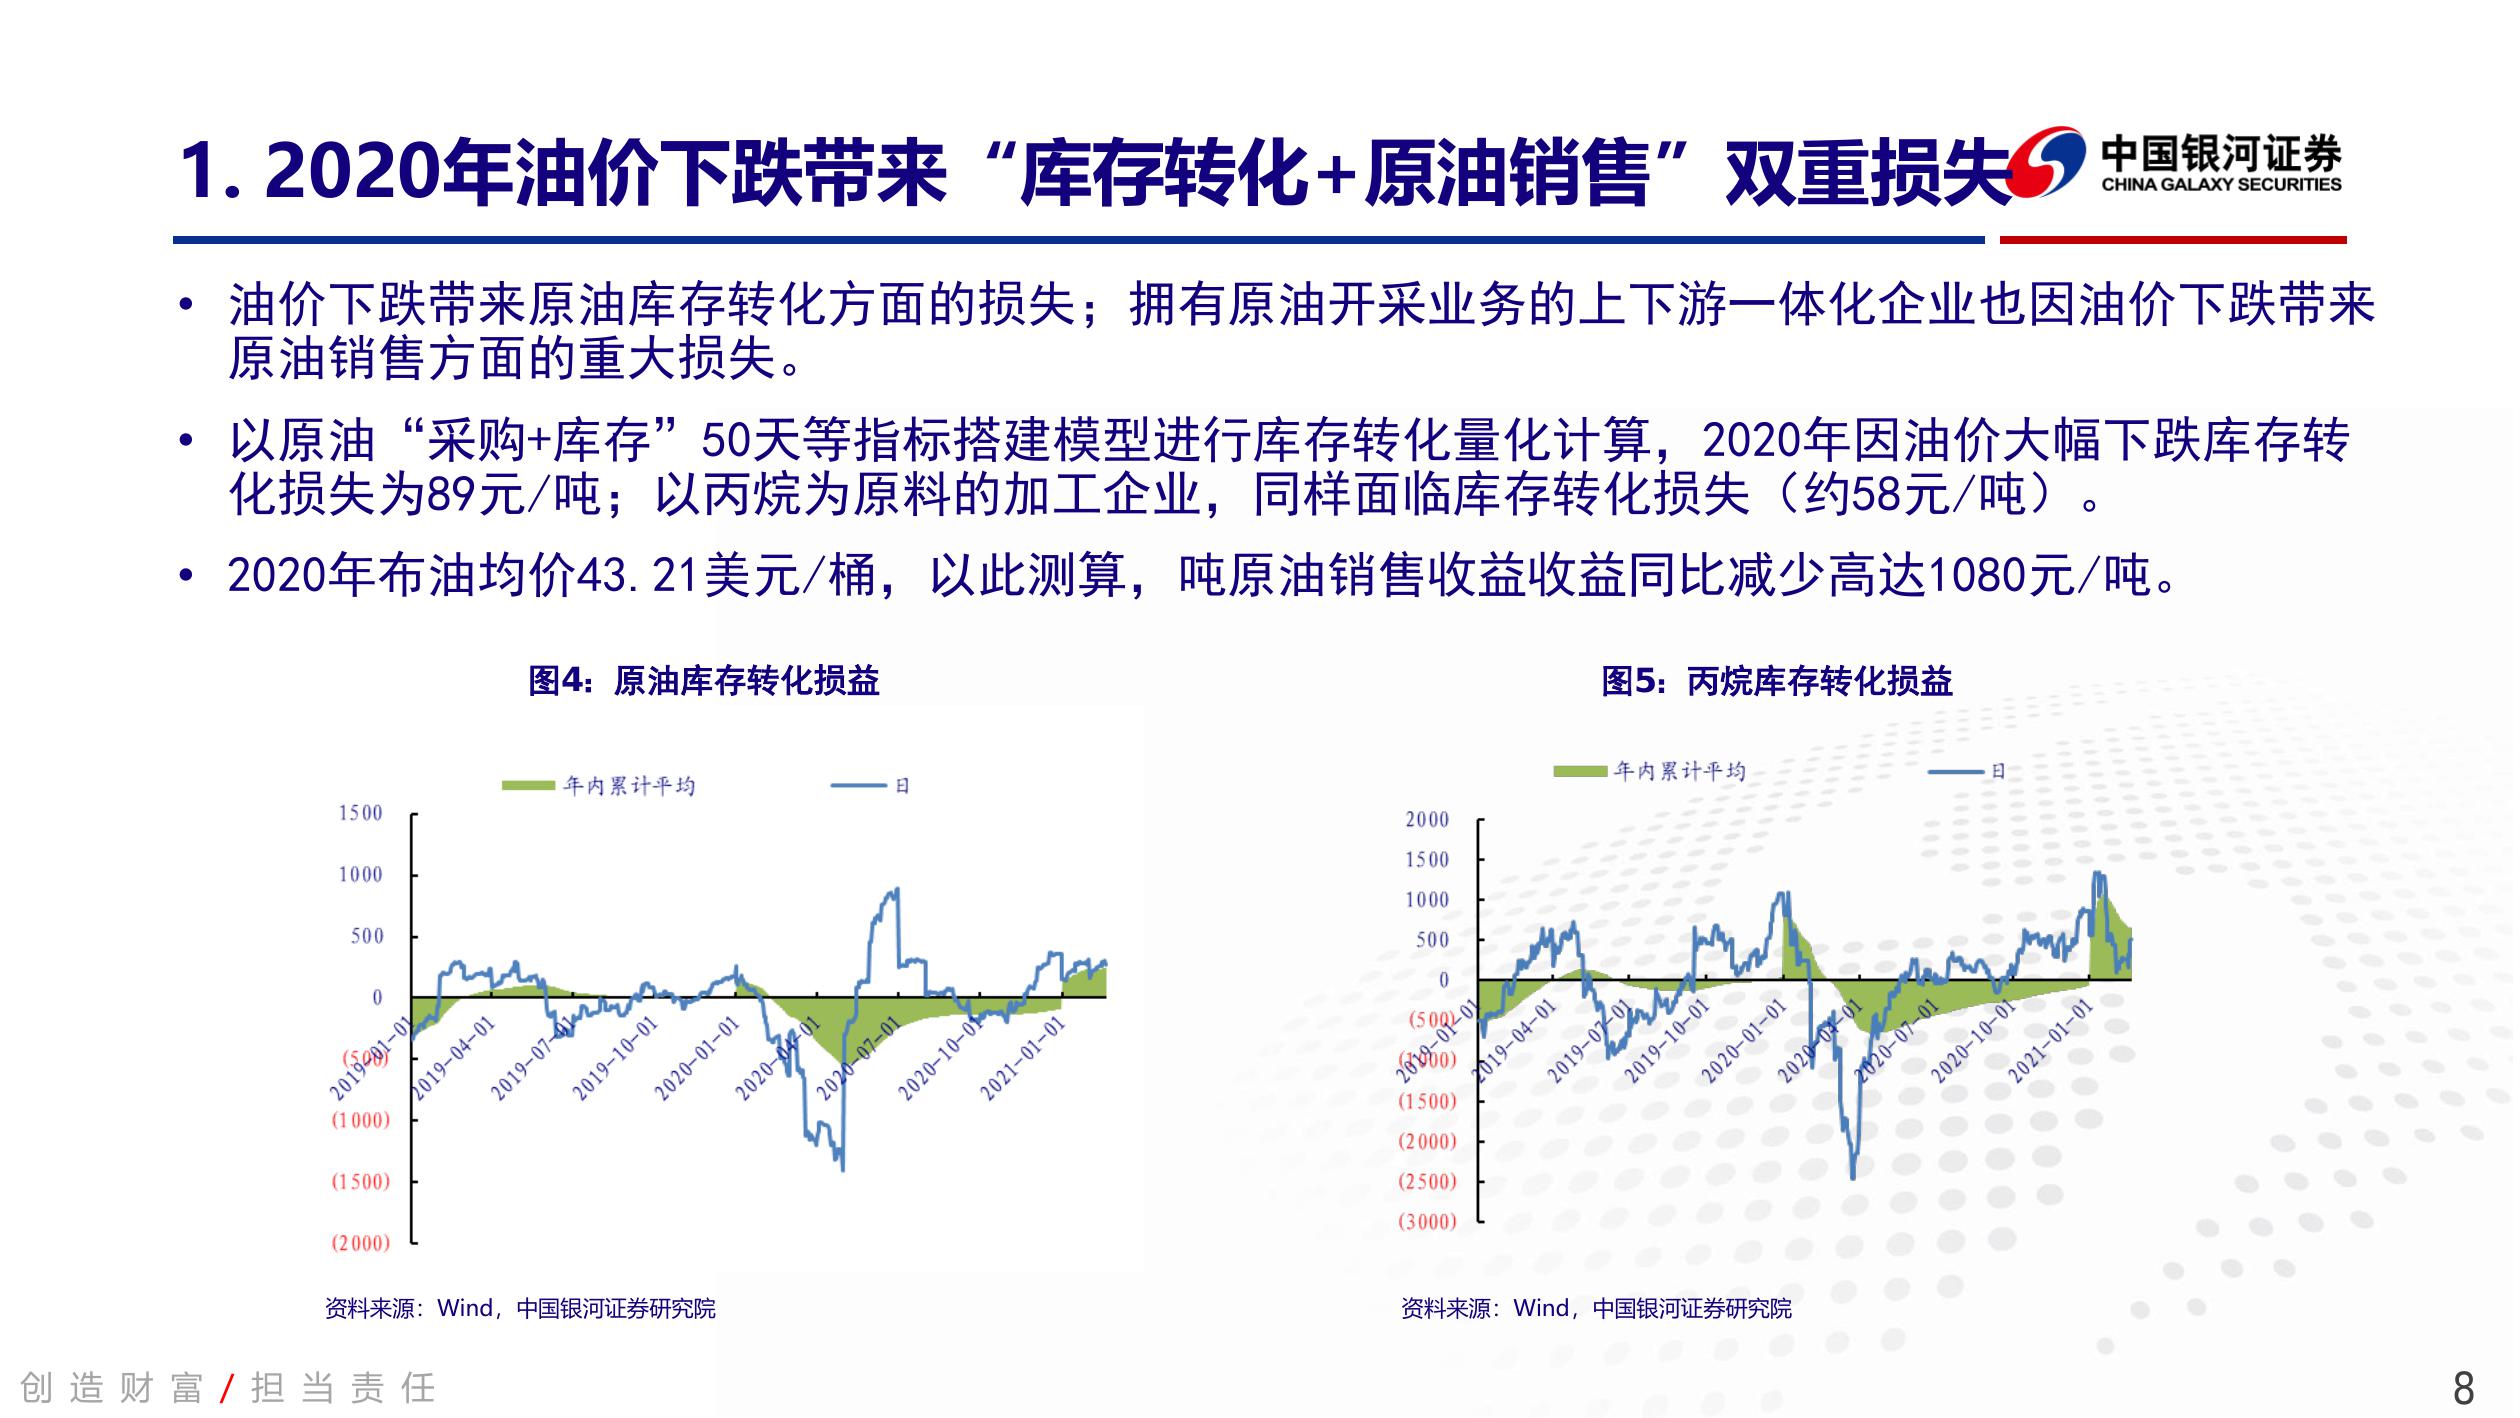 1. 2020年油价下跌带来“库存转化+原油销售”双重损失
中国银河证券
CHINA GALAXY SECURITIES
• 油价下跌带来原油库存转化方面的损失；拥有原油开采业务的上下游一体化企业也因油价下跌带来
原油销售方面的重大损失。
• 以原油“采购+库存”50天等指标搭建模型进行库存转化量化计算，2020年因油价大幅下跌库存转
化损失为89元/吨；以丙烷为原料的加工企业，同样面临库存转化损失（约58元/吨）。
• 2020年布油均价43.21美元/桶，以此测算，吨原油销售收益收益同比减少高达1080元/吨。
图4：原油库存转化损益
年内累计平均 日
1500
1000
500
0
(500)
(1000)
(1500)
(2000)
2019-01-01 2019-04-01 2019-07-01 2019-10-01 2020-01-01 2020-04-01 2020-07-01 2020-10-01 2021-01-01
资料来源：Wind，中国银河证券研究院
图5：丙烷库存转化损益
年内累计平均 日
2000
1500
1000
500
0
(500)
(1000)
(1500)
(2000)
(2500)
(3000)
2019-01-01 2019-04-01 2019-07-01 2019-10-01 2020-01-01 2020-04-01 2020-07-01 2020-10-01 2021-01-01
资料来源：Wind，中国银河证券研究院
创造财富/担当责任
8